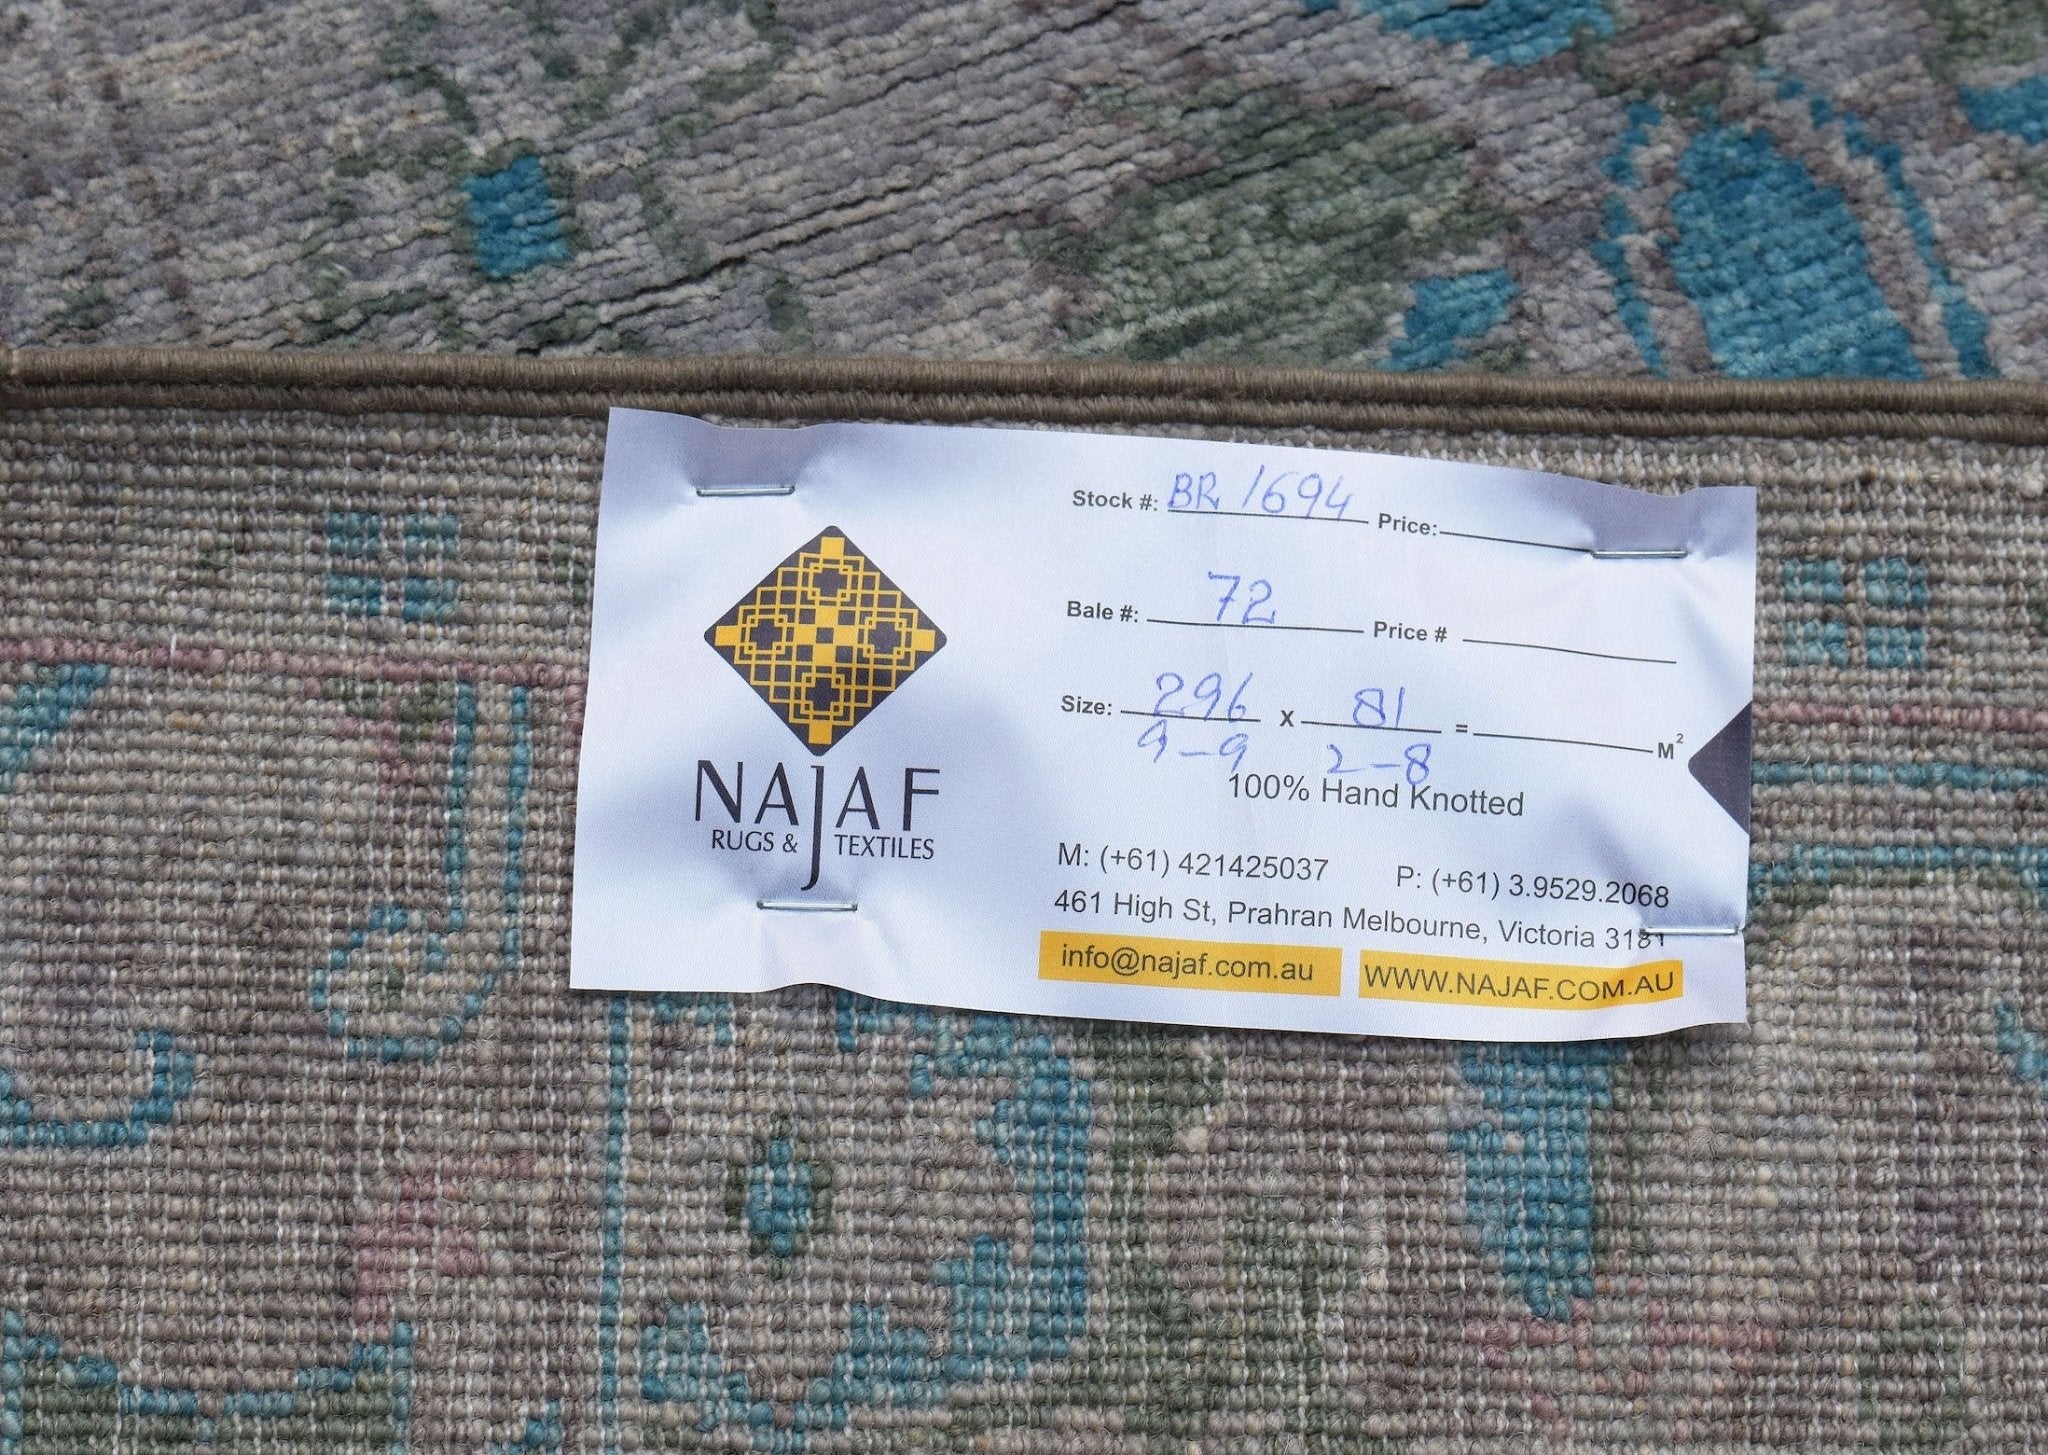 NAJAF
RUGS & TEXTILES
Stock #: BR 1694 Price:
Bale #: 72 Price #
Size: 296 x 81 = M²
9-9 2-8
100% Hand Knotted
M: (+61) 421425037 P: (+61) 3.9529.2068
461 High St, Prahran Melbourne, Victoria 3181
info@najaf.com.au WWW.NAJAF.COM.AU